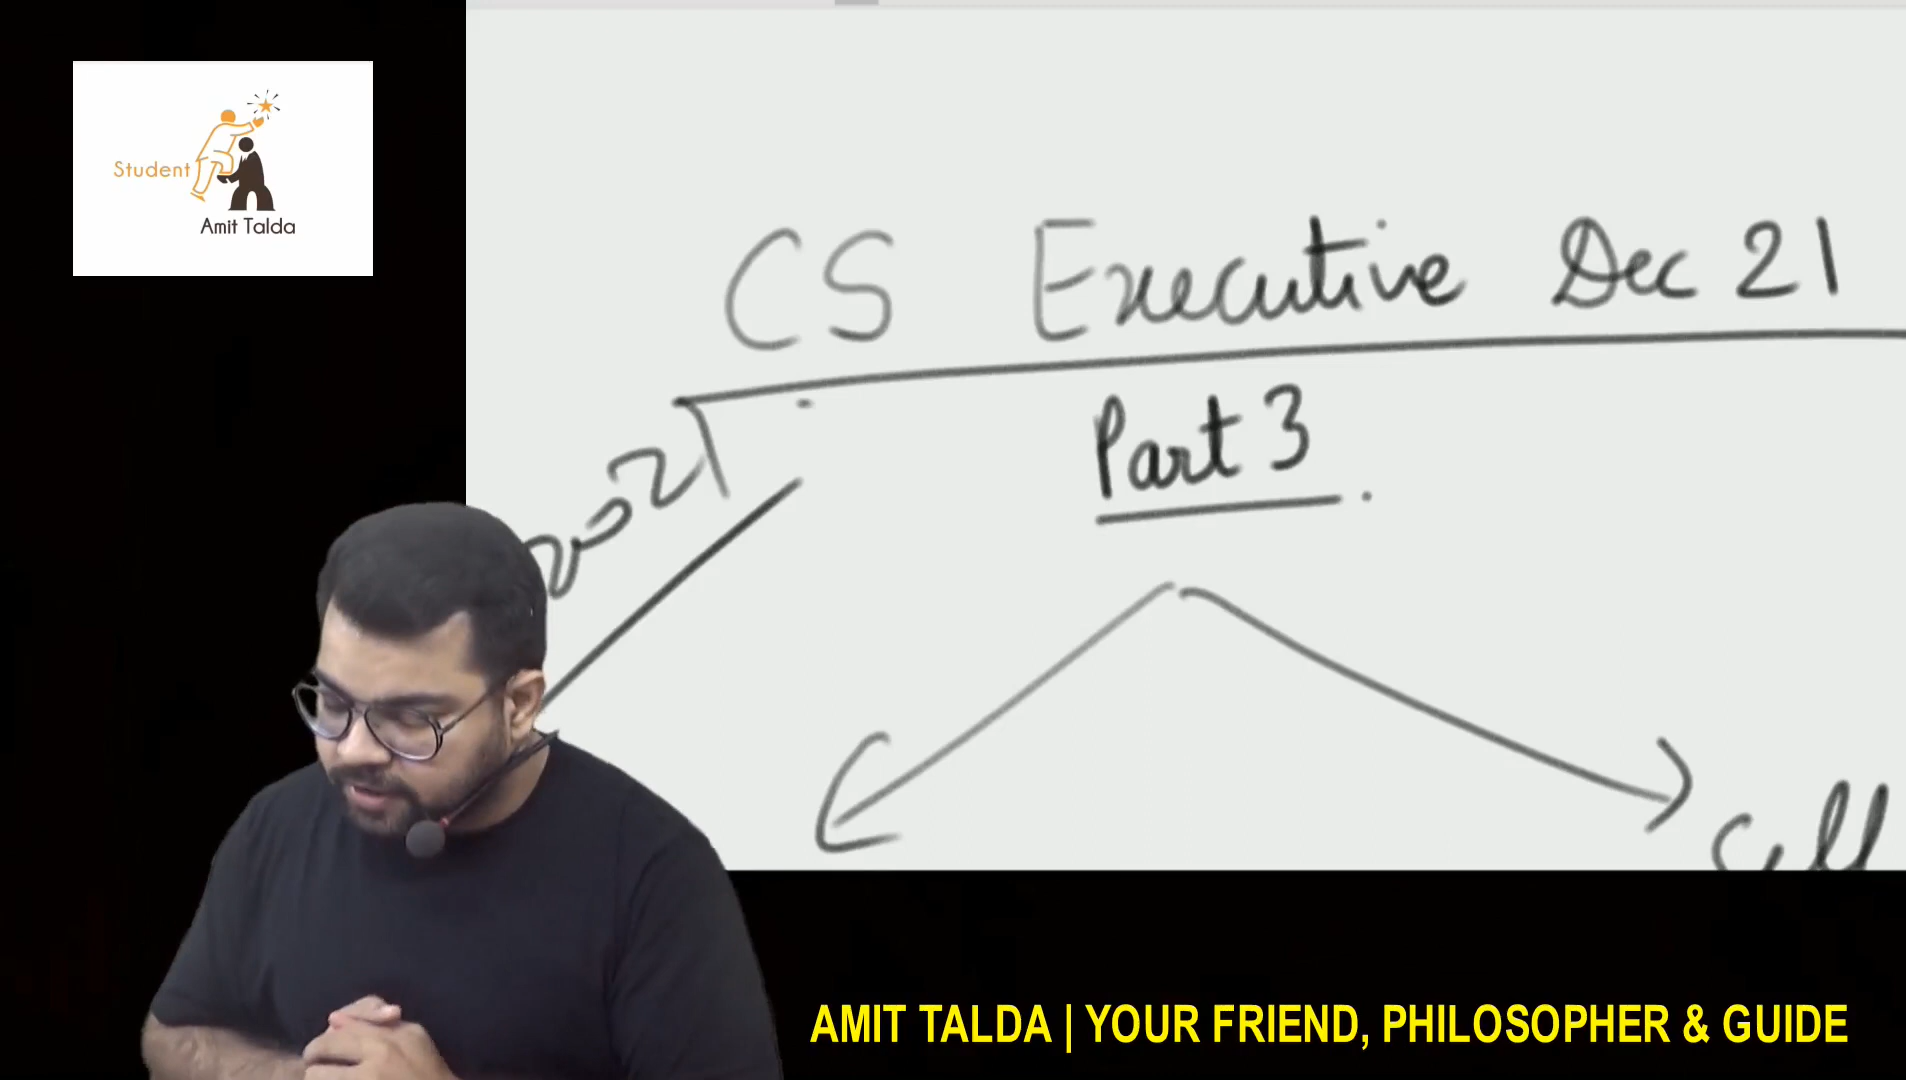 Student
Amit Talda
CS Executive Dec 21
Part 3
AMIT TALDA | YOUR FRIEND, PHILOSOPHER & GUIDE